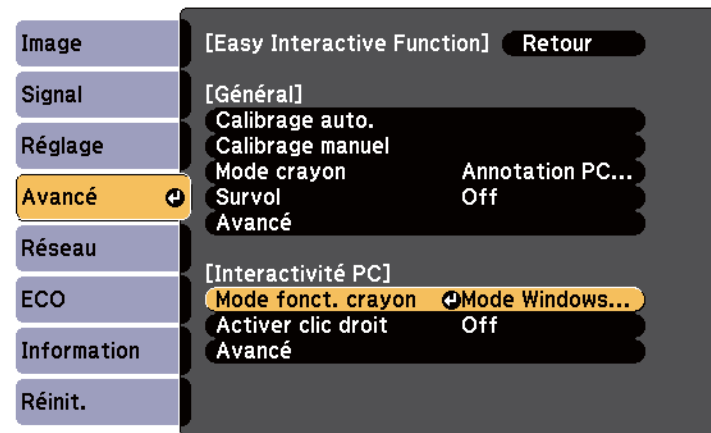 Image
Signal
Réglage
Avancé
Réseau
ECO
Information
Réinit.
[Easy Interactive Function] Retour
[Général]
Calibrage auto.
Calibrage manuel
Mode crayon Annotation PC...
Survol Off
Avancé
[Interactivité PC]
Mode fonct. crayon Mode Windows...
Activer clic droit Off
Avancé